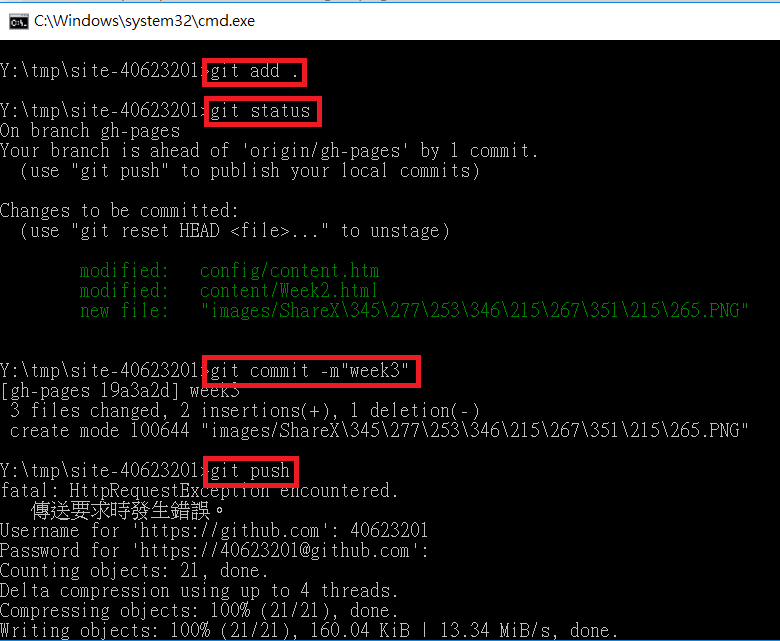 C:\Windows\system32\cmd.exe
Y:\tmp\site-40623201>git add .
Y:\tmp\site-40623201>git status
On branch gh-pages
Your branch is ahead of 'origin/gh-pages' by 1 commit.
(use "git push" to publish your local commits)
Changes to be committed:
(use "git reset HEAD <file>..." to unstage)
modified: config/content.htm
modified: content/Week2.html
new file: "images/ShareX\345\277\253\346\215\267\351\215\265.PNG"
Y:\tmp\site-40623201>git commit -m"week3"
[gh-pages 19a3a2d] week3
3 files changed, 2 insertions(+), 1 deletion(-)
create mode 100644 "images/ShareX\345\277\253\346\215\267\351\215\265.PNG"
Y:\tmp\site-40623201>git push
fatal: HttpRequestException encountered.
傳送要求時發生錯誤。
Username for 'https://github.com': 40623201
Password for 'https://40623201@github.com':
Counting objects: 21, done.
Delta compression using up to 4 threads.
Compressing objects: 100% (21/21), done.
Writing objects: 100% (21/21), 160.04 KiB | 13.34 MiB/s, done.